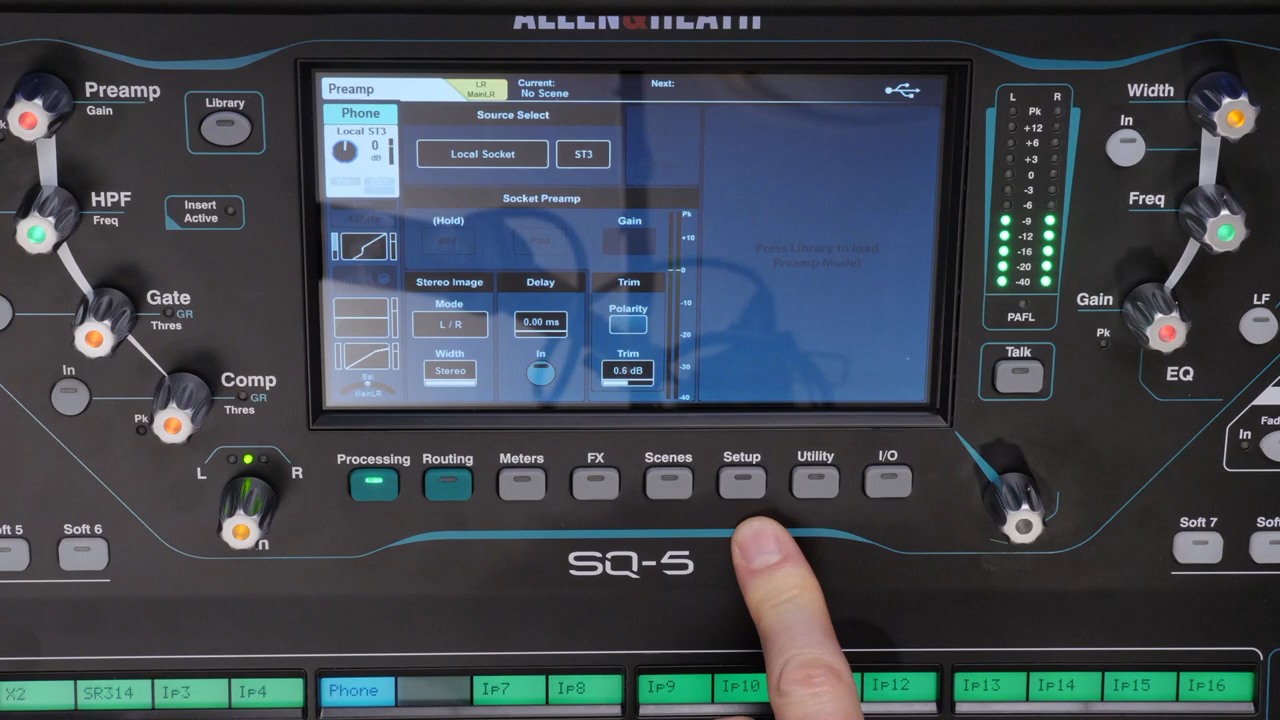 ALLEN&HEATH
Preamp
Gain
Library
HPF
Freq
Insert
Active
Gate
GR
Thres
In
Comp
GR
Thres
Pk
L
R
Soft 6
Preamp
LR
MainLR
Current:
No Scene
Next:
Phone
Local ST3
0
dB
Source Select
Local Socket
ST3
Socket Preamp
(Hold)
48V
Pad
Gain
Pk
+10
0
-10
-20
-30
-40
Stereo Image
Delay
Trim
Mode
L / R
0.00 ms
Polarity
Width
Stereo
In
Trim
0.6 dB
Bal
MainLR
Press Library to load
Preamp Model
L
R
Pk
+12
+6
+3
0
-3
-6
-9
-12
-16
-20
-40
PAFL
Talk
Width
In
Freq
Gain
Pk
EQ
LF
In
Soft 7
Processing
Routing
Meters
FX
Scenes
Setup
Utility
I/O
SQ-5
X2
SR314
Ip3
Ip4
Phone
Ip7
Ip8
Ip9
Ip10
Ip12
Ip13
Ip14
Ip15
Ip16